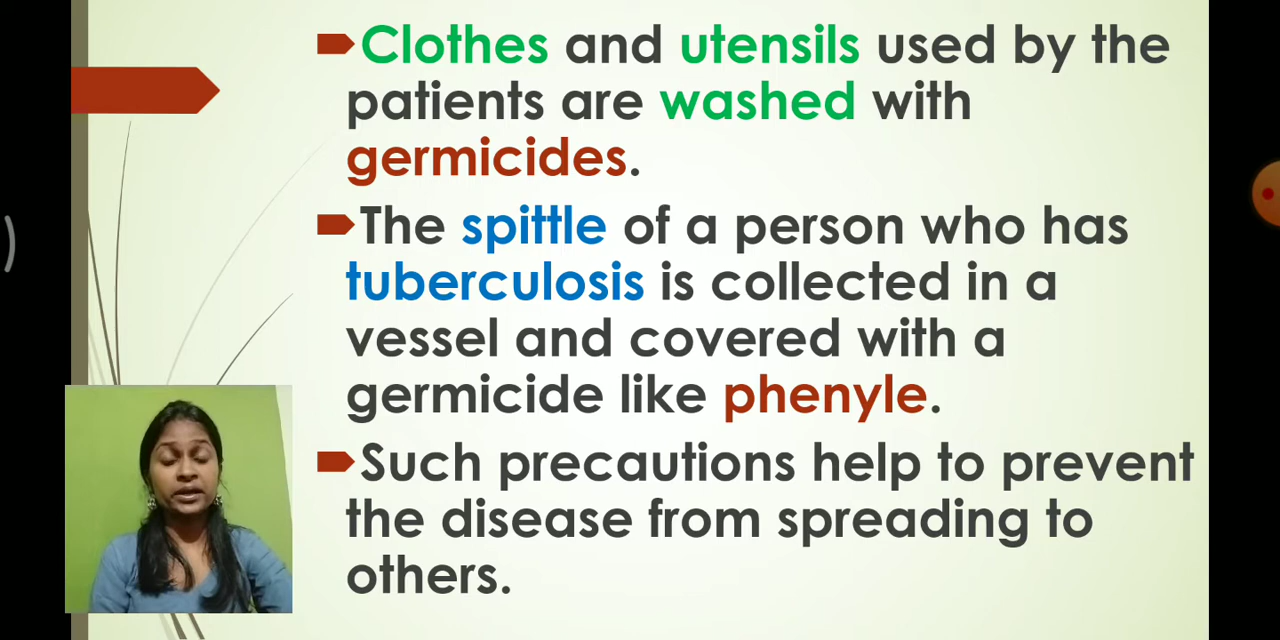 Clothes and utensils used by the
patients are washed with
germicides.
The spittle of a person who has
tuberculosis is collected in a
vessel and covered with a
germicide like phenyle.
Such precautions help to prevent
the disease from spreading to
others.